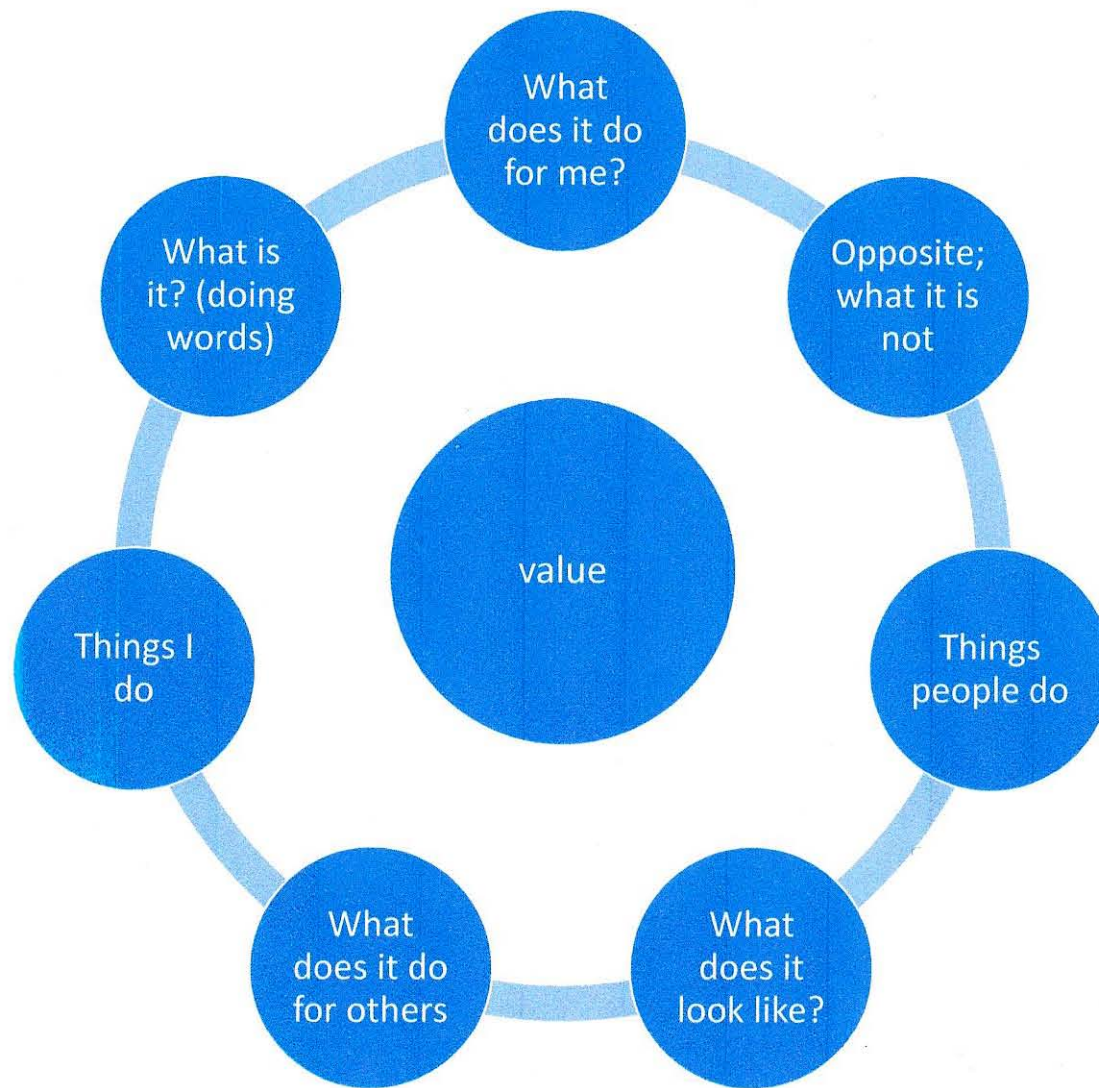 What
does it do
for me?
Opposite;
what it is
not
Things
people do
What
does it
look like?
What
does it do
for others
Things I
do
What is
it? (doing
words)
value